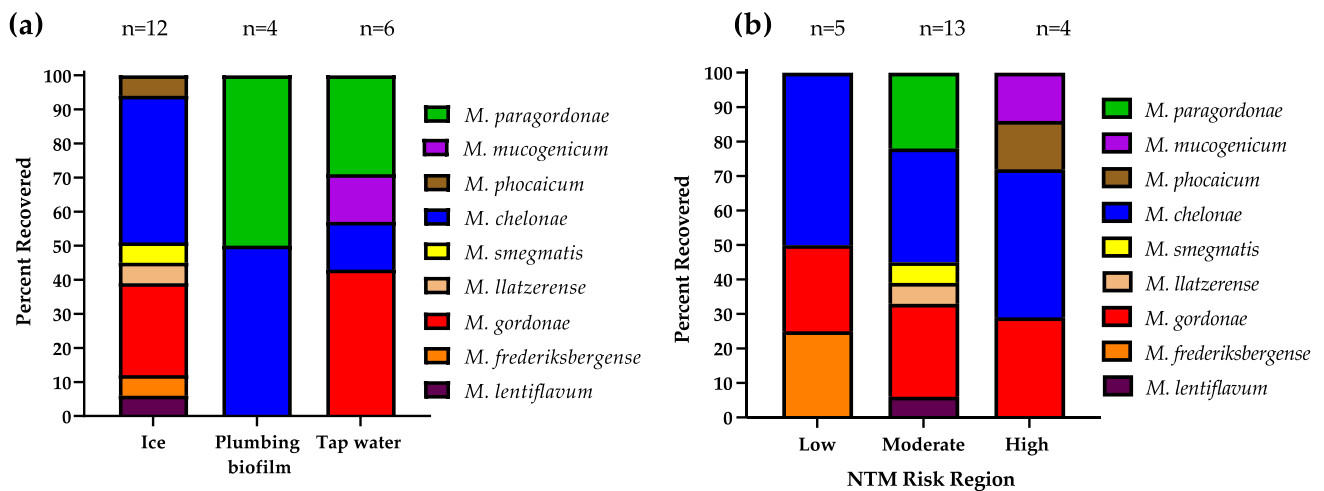 (a)
n=12
n=4
n=6
Percent Recovered
100
90
80
70
60
50
40
30
20
10
0
Ice
Plumbing
biofilm
Tap water
M. paragordonae
M. mucogenicum
M. phocaicum
M. chelonae
M. smegmatis
M. llatzerense
M. gordonae
M. frederiksbergense
M. lentiflavum
(b)
n=5
n=13
n=4
Percent Recovered
100
90
80
70
60
50
40
30
20
10
0
Low
Moderate
High
NTM Risk Region
M. paragordonae
M. mucogenicum
M. phocaicum
M. chelonae
M. smegmatis
M. llatzerense
M. gordonae
M. frederiksbergense
M. lentiflavum